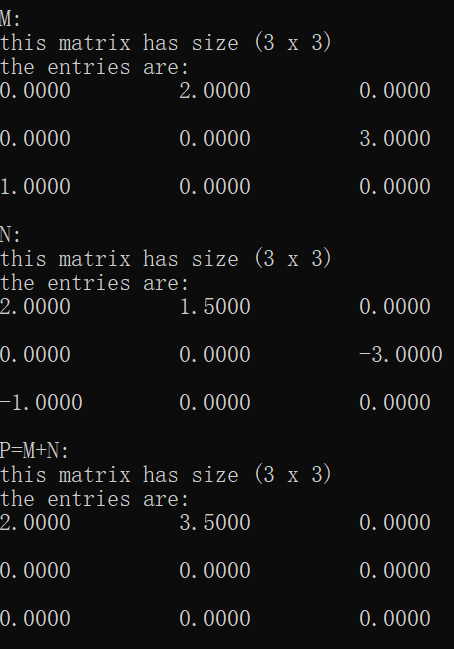 M:
this matrix has size (3 x 3)
the entries are:
0.0000 2.0000 0.0000
0.0000 0.0000 3.0000
1.0000 0.0000 0.0000
N:
this matrix has size (3 x 3)
the entries are:
2.0000 1.5000 0.0000
0.0000 0.0000 -3.0000
-1.0000 0.0000 0.0000
P=M+N:
this matrix has size (3 x 3)
the entries are:
2.0000 3.5000 0.0000
0.0000 0.0000 0.0000
0.0000 0.0000 0.0000